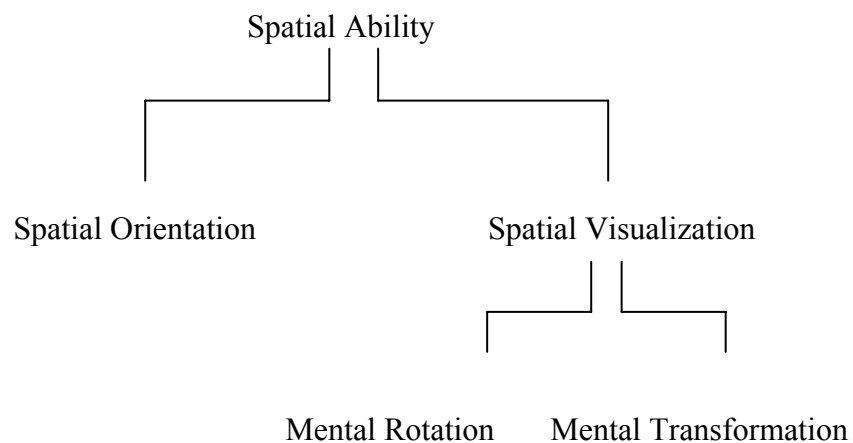 Spatial Ability
Spatial Orientation
Spatial Visualization
Mental Rotation
Mental Transformation